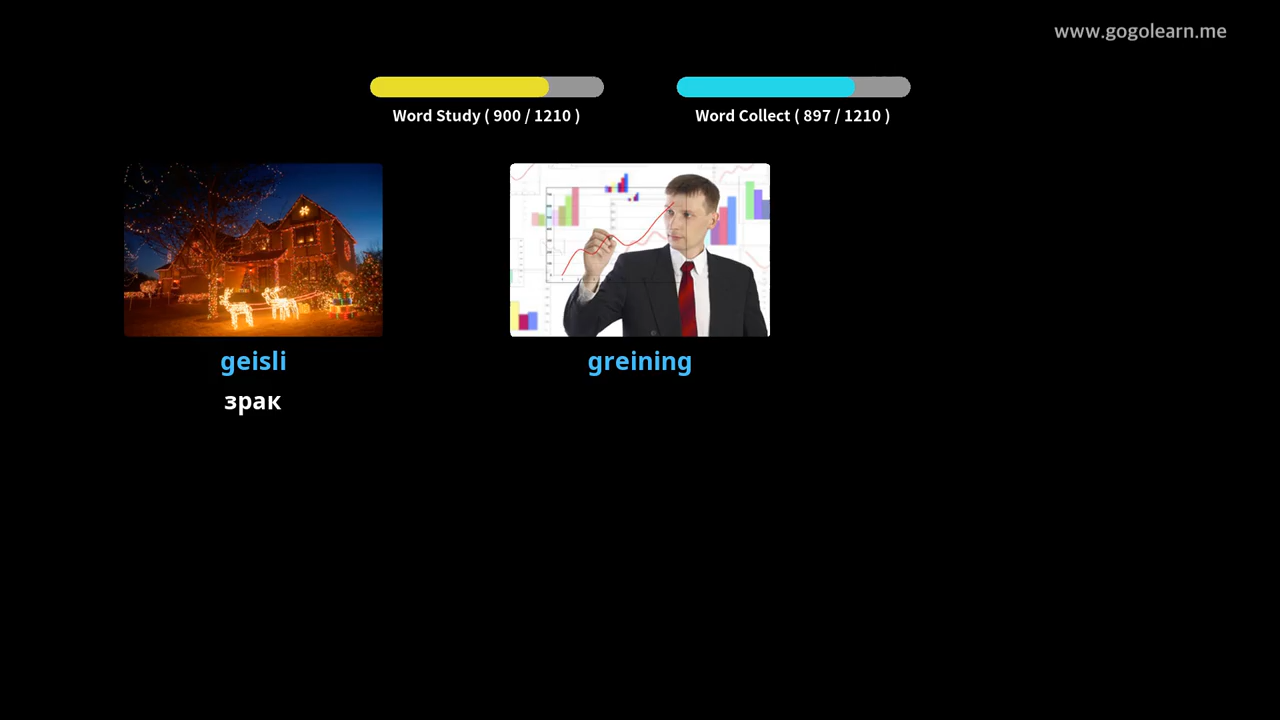 www.gogolearn.me
Word Study ( 900 / 1210 )
Word Collect ( 897 / 1210 )
geisli
greining
зрак